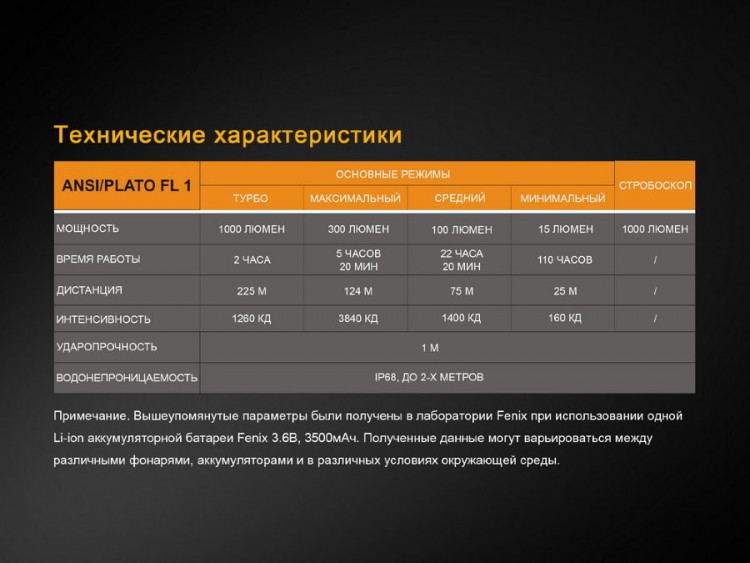 Технические характеристики
ANSI/PLATO FL 1
ОСНОВНЫЕ РЕЖИМЫ
СТРОБОСКОП
ТУРБО МАКСИМАЛЬНЫЙ СРЕДНИЙ МИНИМАЛЬНЫЙ
МОЩНОСТЬ 1000 ЛЮМЕН 300 ЛЮМЕН 100 ЛЮМЕН 15 ЛЮМЕН 1000 ЛЮМЕН
ВРЕМЯ РАБОТЫ 2 ЧАСА 5 ЧАСОВ 20 МИН 22 ЧАСА 20 МИН 110 ЧАСОВ /
ДИСТАНЦИЯ 225 М 124 М 75 М 25 М /
ИНТЕНСИВНОСТЬ 1260 КД 3840 КД 1400 КД 160 КД /
УДАРОПРОЧНОСТЬ 1 М
ВОДОНЕПРОНИЦАЕМОСТЬ IP68, ДО 2-Х МЕТРОВ
Примечание. Вышеупомянутые параметры были получены в лаборатории Fenix при использовании одной
Li-ion аккумуляторной батареи Fenix 3.6В, 3500мАч. Полученные данные могут варьироваться между
различными фонарями, аккумуляторами и в различных условиях окружающей среды.